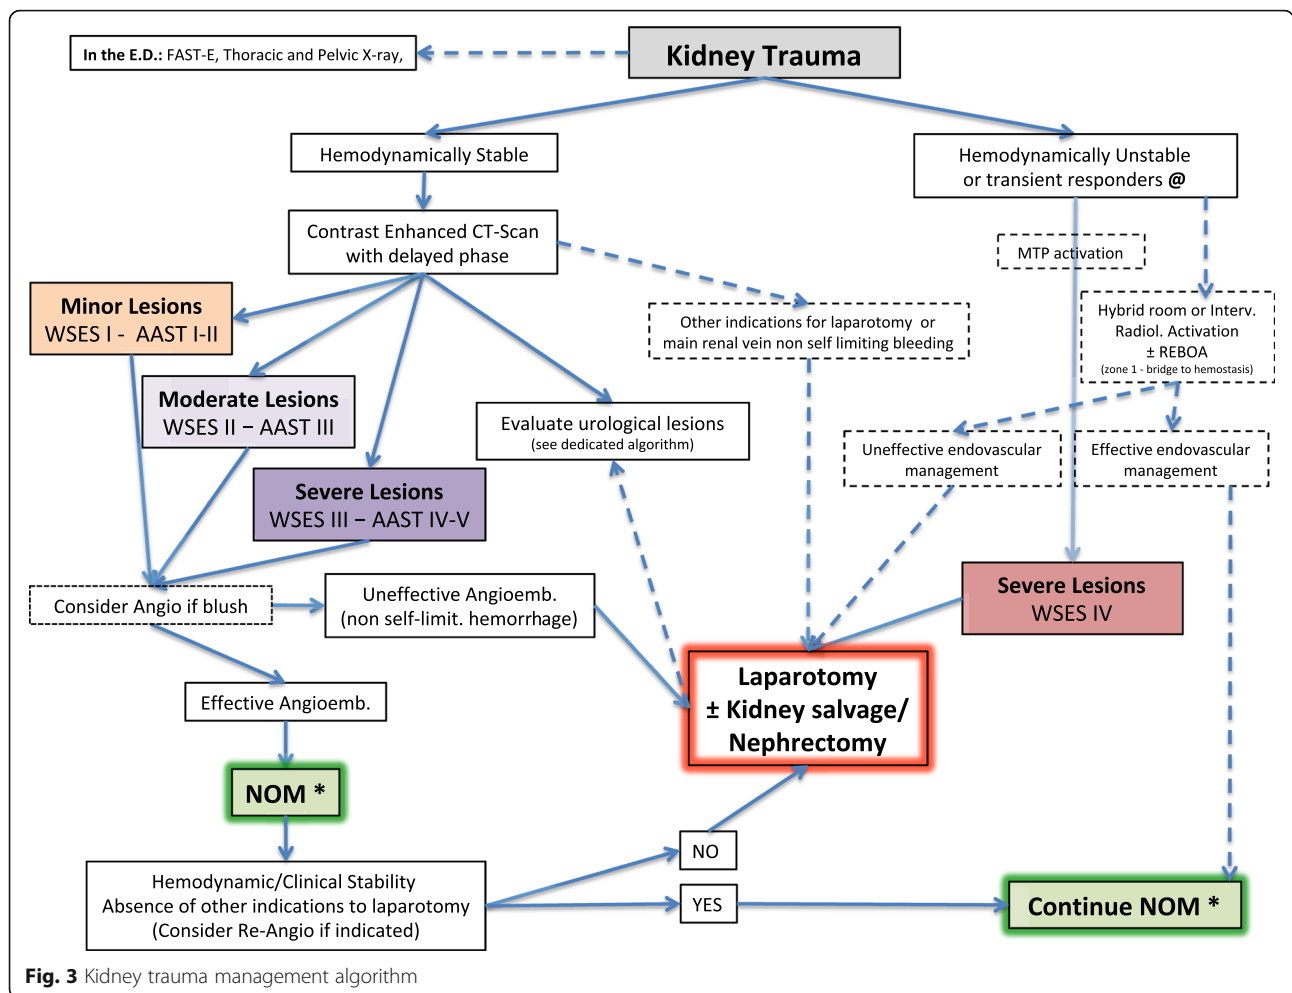 Kidney Trauma
In the E.D.: FAST-E, Thoracic and Pelvic X-ray,
Hemodynamically Stable
Hemodynamically Unstable
or transient responders @
Contrast Enhanced CT-Scan
with delayed phase
MTP activation
Minor Lesions
WSES I - AAST I-II
Other indications for laparotomy or
main renal vein non self limiting bleeding
Hybrid room or Interv.
Radiol. Activation
± REBOA
(zone 1 - bridge to hemostasis)
Moderate Lesions
WSES II – AAST III
Evaluate urological lesions
(see dedicated algorithm)
Uneffective endovascular
management
Effective endovascular
management
Severe Lesions
WSES III – AAST IV-V
Consider Angio if blush
Uneffective Angioemb.
(non self-limit. hemorrhage)
Severe Lesions
WSES IV
Effective Angioemb.
Laparotomy
± Kidney salvage/
Nephrectomy
NOM *
Hemodynamic/Clinical Stability
Absence of other indications to laparotomy
(Consider Re-Angio if indicated)
NO
YES
Continue NOM *
Fig. 3 Kidney trauma management algorithm